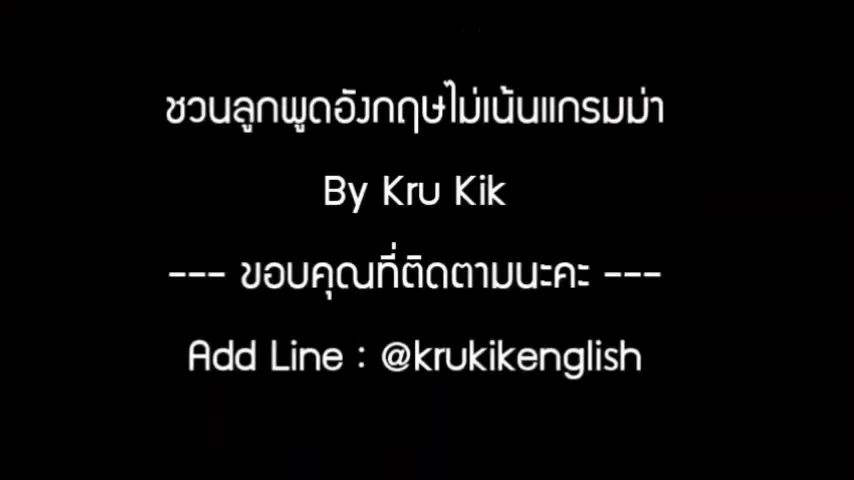 ชวนลูกพูดอังกฤษไม่เน้นแกรมม่า
By Kru Kik
--- ขอบคุณที่ติดตามนะคะ ---
Add Line : @krukikenglish